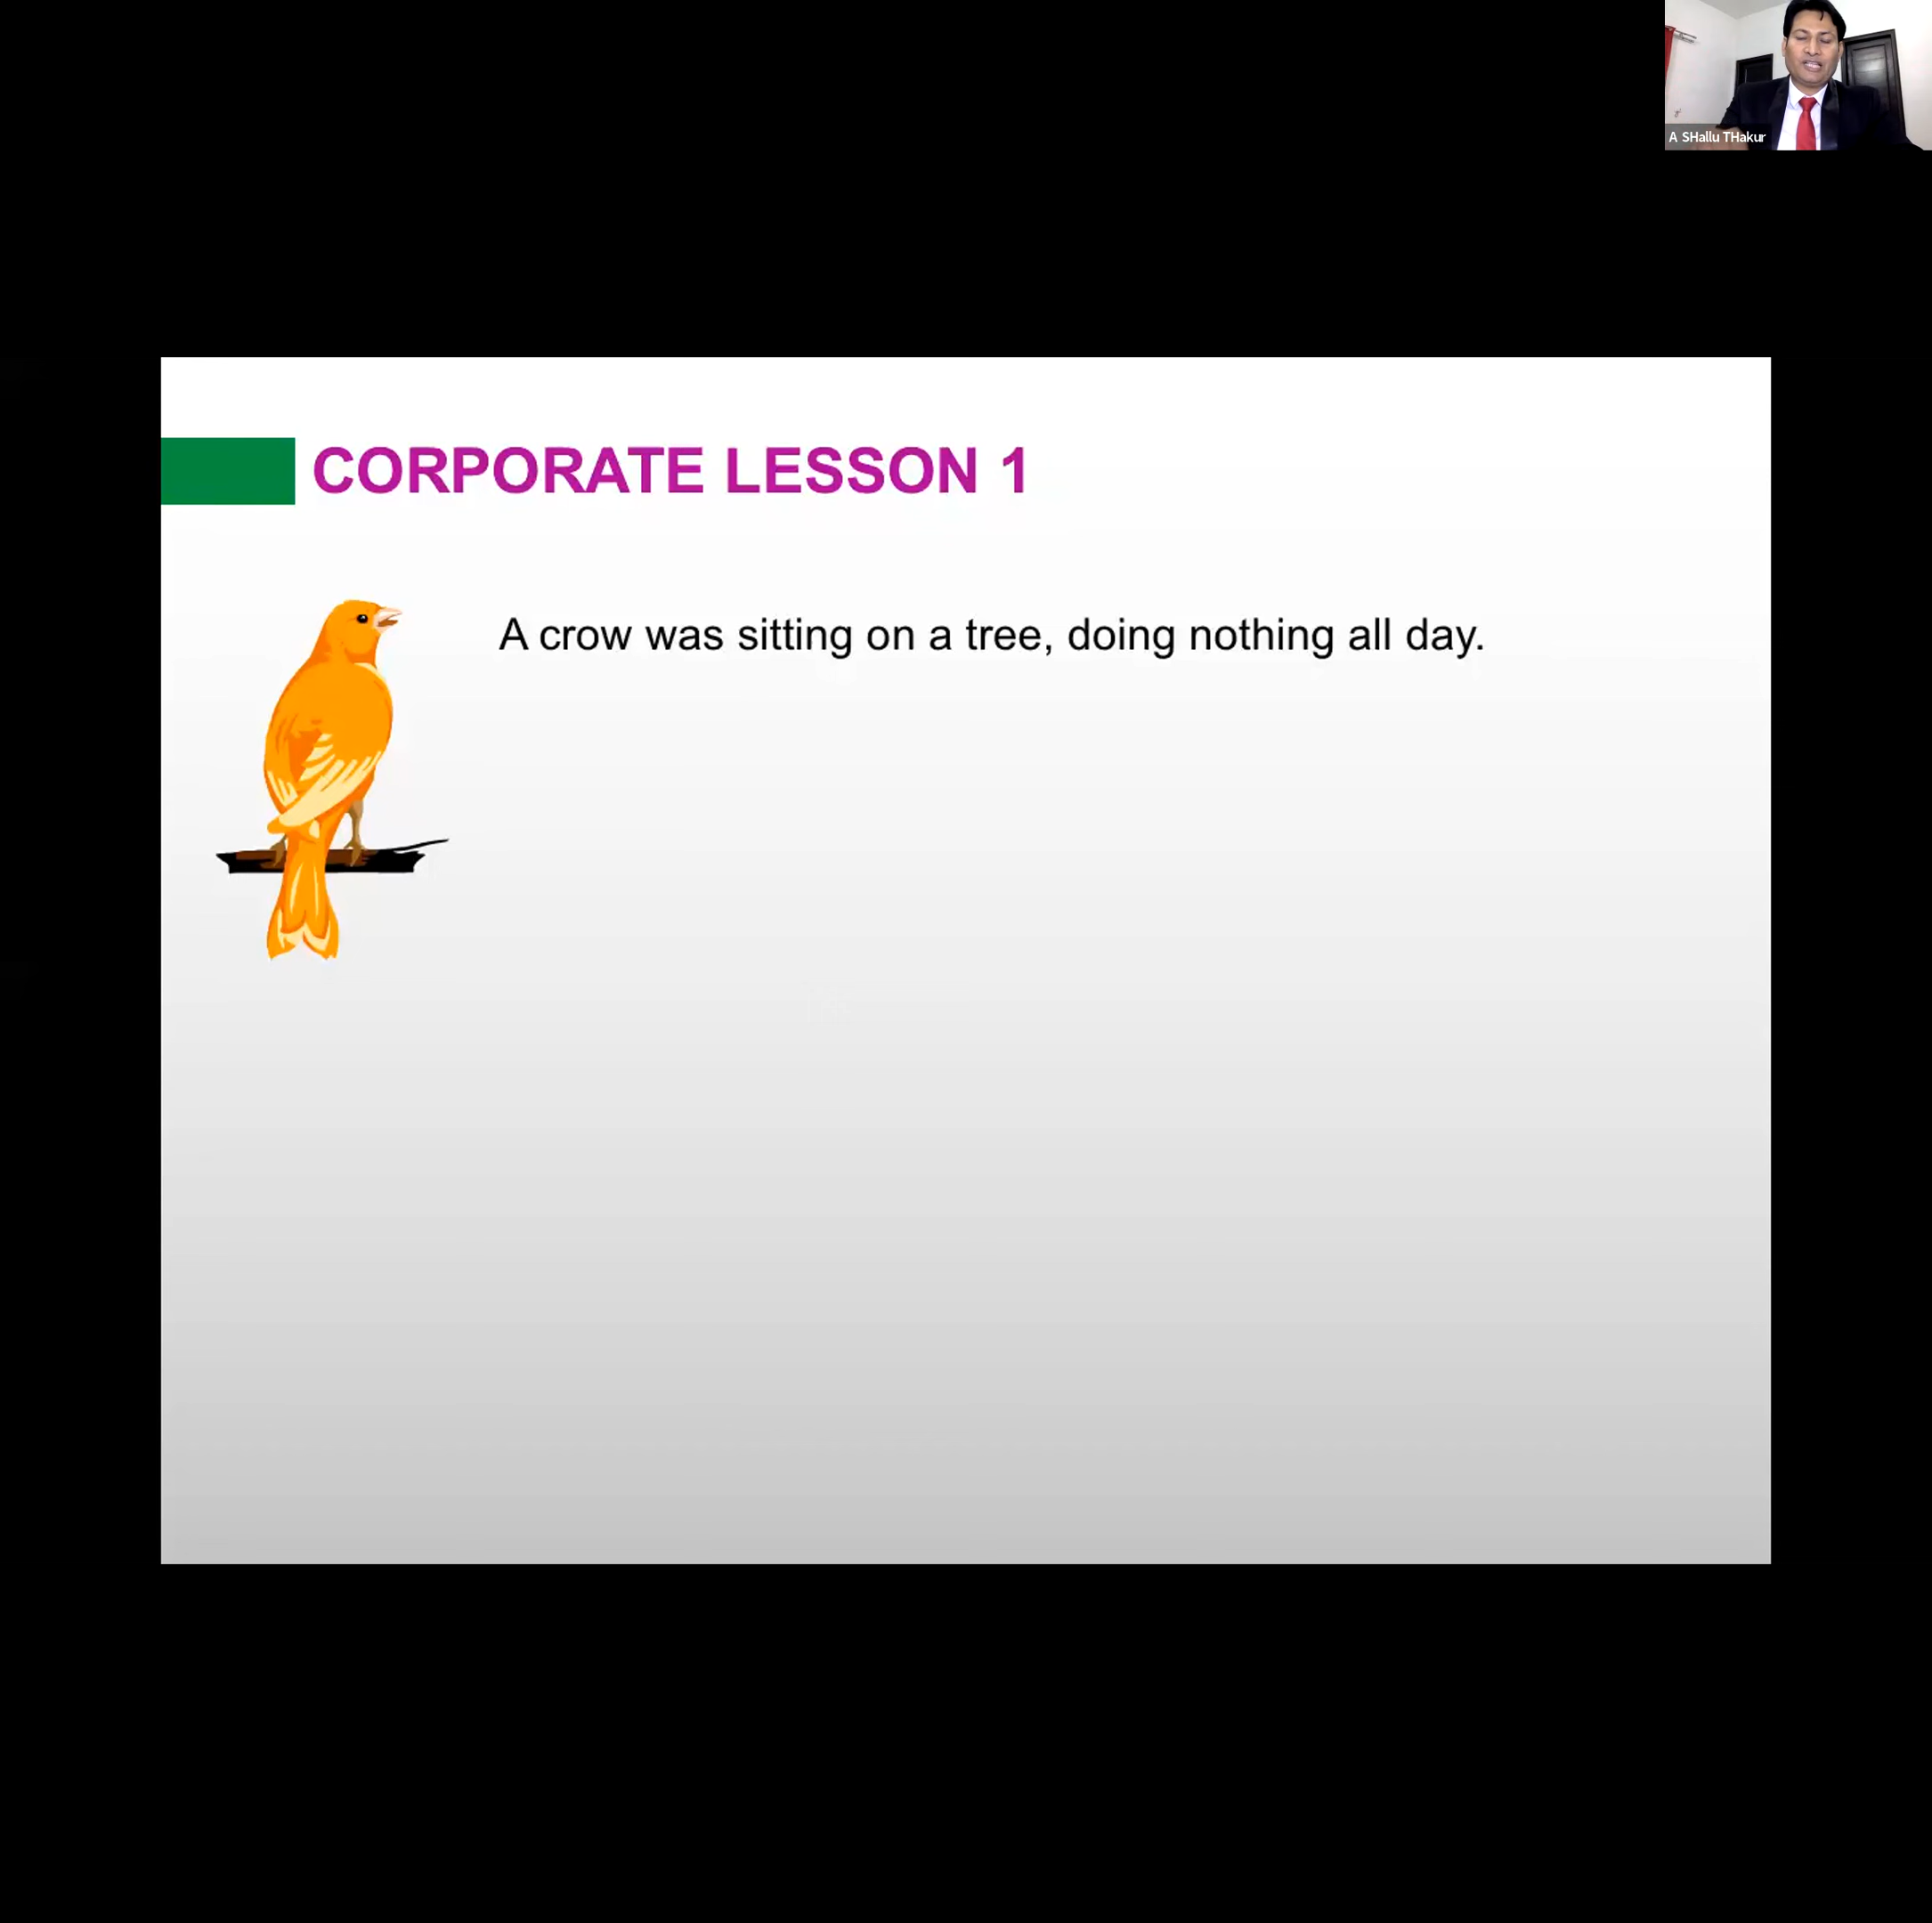 A SHallu THakur
CORPORATE LESSON 1
A crow was sitting on a tree, doing nothing all day.